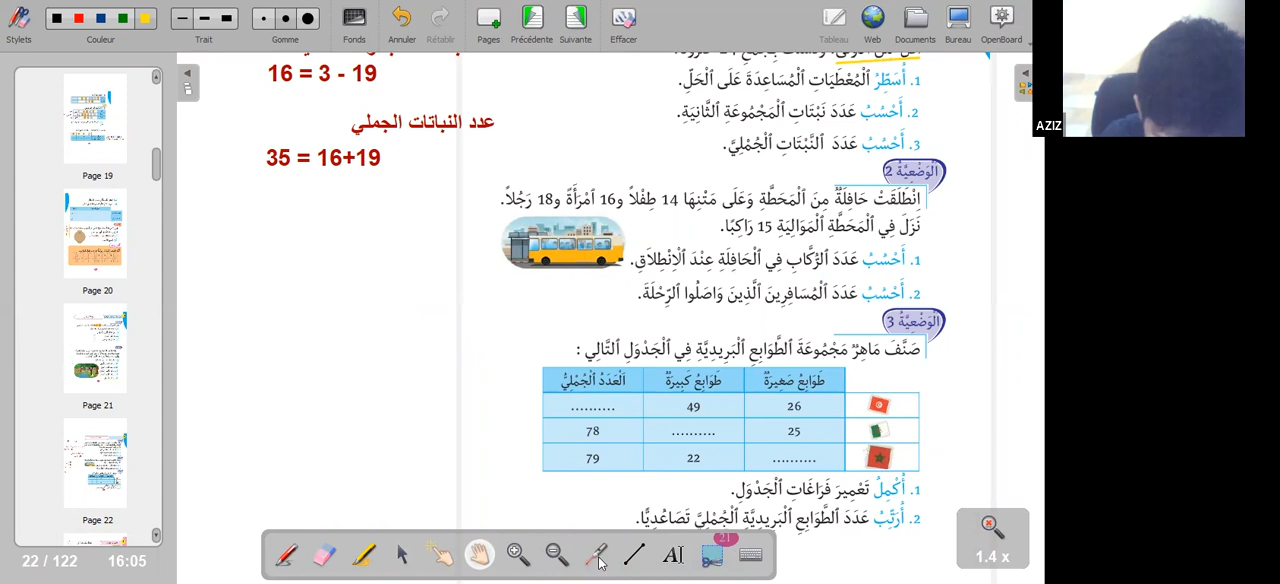 Stylets
Couleur
Trait
Gomme
Fonds
Annuler
Rétablir
Pages
Précédente
Suivante
Effacer
Tableau
Web
Documents
Bureau
OpenBoard
Page 19
Page 20
Page 21
Page 22
22 / 122
16:05
16 = 3 - 19
عدد النباتات الجملي
35 = 16+19
1. أُسَطِّرُ الْمُعْطَيَاتِ الْمُسَاعِدَةَ عَلَى الْحَلِّ.
2. أَحْسُبُ عَدَدَ نَبْتَاتِ الْمَجْمُوعَةِ الثَّانِيَةِ.
3. أَحْسُبُ عَدَدَ النَّبْتَاتِ الْجُمْلِيَّ.
الْوَضْعِيَّةُ 2
اِنْطَلَقَتْ حَافِلَةٌ مِنَ الْمَحَطَّةِ وَعَلَى مَتْنِهَا 14 طِفْلاً و16 اَمْرَأَةً و18 رَجُلاً.
نَزَلَ فِي الْمَحَطَّةِ الْمَوَالِيَةِ 15 رَاكِبًا.
1. أَحْسُبُ عَدَدَ الرُّكَّابِ فِي الْحَافِلَةِ عِنْدَ الْاِنْطِلَاقِ.
2. أَحْسُبُ عَدَدَ الْمُسَافِرِينَ الَّذِينَ وَاصَلُوا الرِّحْلَةَ.
الْوَضْعِيَّةُ 3
صَنَّفَ مَاهِرٌ مَجْمُوعَةَ الطَّوَابِعِ الْبَرِيدِيَّةِ فِي الْجَدْوَلِ التَّالِي :
طَوَابِعُ صَغِيرَةٌ طَوَابِعُ كَبِيرَةٌ اَلْعَدَدُ الْجُمْلِيُّ
26 49 ..........
25 .......... 78
.......... 22 79
1. أُكْمِلُ تَعْمِيرَ فَرَاغَاتِ الْجَدْوَلِ.
2. أُرَتِّبُ عَدَدَ الطَّوَابِعِ الْبَرِيدِيَّةِ الْجُمْلِيَّ تَصَاعُدِيًّا.
21
1.4 x
AZIZ